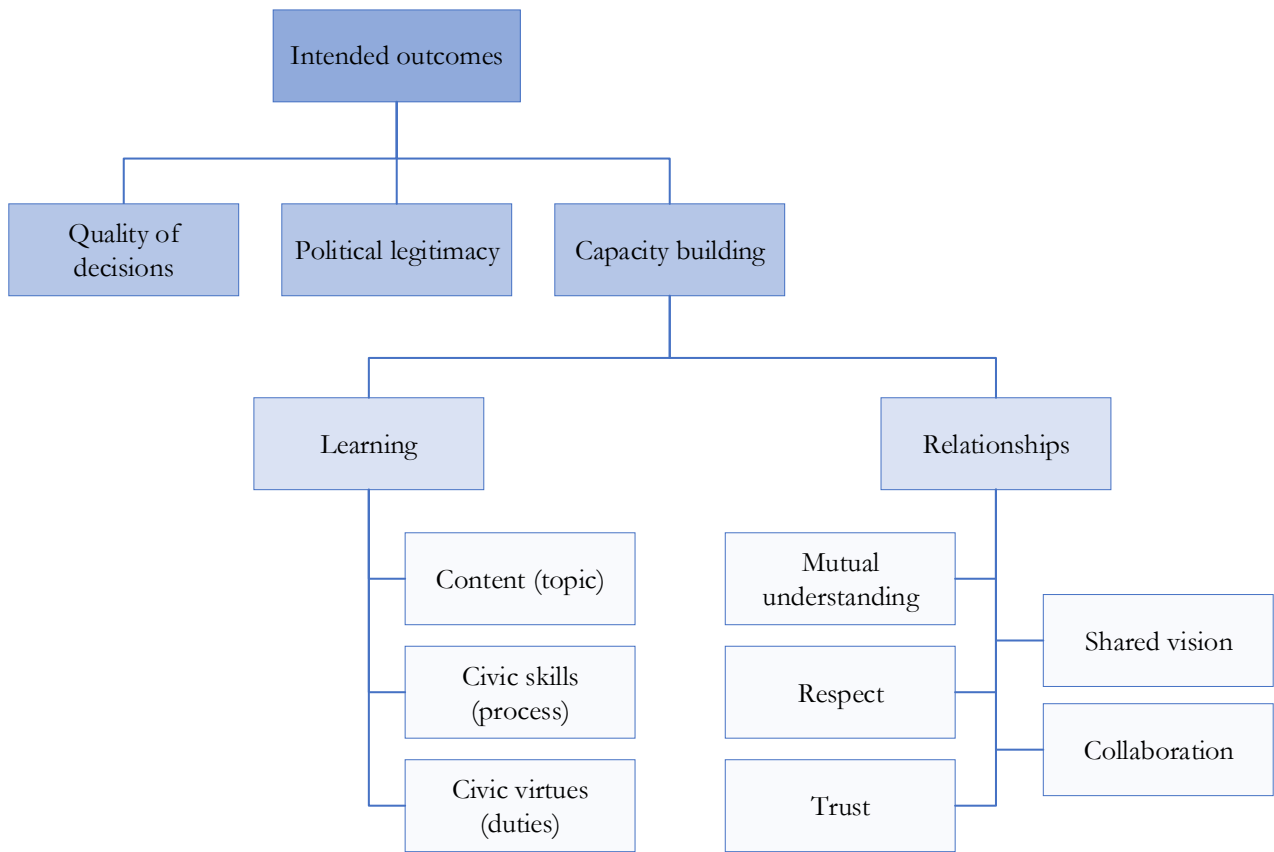 Intended outcomes
Quality of
decisions
Political legitimacy
Capacity building
Learning
Relationships
Content (topic)
Civic skills
(process)
Civic virtues
(duties)
Mutual
understanding
Respect
Trust
Shared vision
Collaboration